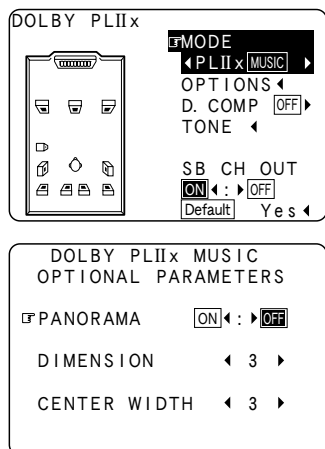 DOLBY PLIIx
☞MODE
◀PLIIx MUSIC ▶
OPTIONS◀
D. COMP OFF▶
TONE ◀
SB CH OUT
ON◀:▶OFF
Default Yes◀
DOLBY PLIIx MUSIC
OPTIONAL PARAMETERS
☞PANORAMA ON◀:▶OFF
DIMENSION ◀ 3 ▶
CENTER WIDTH ◀ 3 ▶